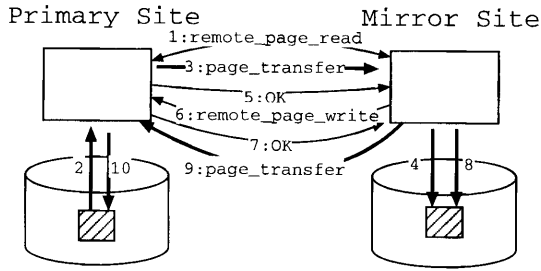 Primary Site
Mirror Site
1:remote_page_read
3:page_transfer
5:OK
6:remote_page_write
7:OK
2
10
9:page_transfer
4
8